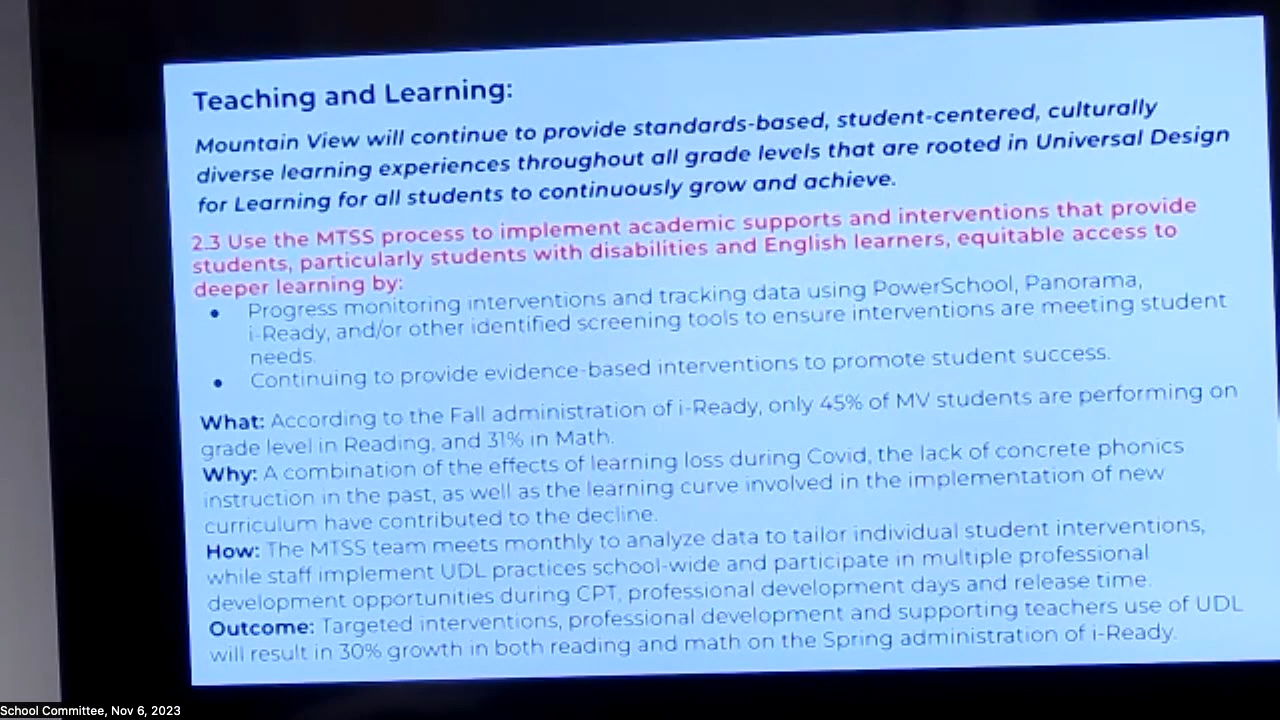 Teaching and Learning:
Mountain View will continue to provide standards-based, student-centered, culturally
diverse learning experiences throughout all grade levels that are rooted in Universal Design
for Learning for all students to continuously grow and achieve.
2.3 Use the MTSS process to implement academic supports and interventions that provide
students, particularly students with disabilities and English learners, equitable access to
deeper learning by:
• Progress monitoring interventions and tracking data using PowerSchool, Panorama,
i-Ready, and/or other identified screening tools to ensure interventions are meeting student
needs.
• Continuing to provide evidence-based interventions to promote student success.
What: According to the Fall administration of i-Ready, only 45% of MV students are performing on
grade level in Reading, and 31% in Math.
Why: A combination of the effects of learning loss during Covid, the lack of concrete phonics
instruction in the past, as well as the learning curve involved in the implementation of new
curriculum have contributed to the decline.
How: The MTSS team meets monthly to analyze data to tailor individual student interventions,
while staff implement UDL practices school-wide and participate in multiple professional
development opportunities during CPT, professional development days and release time.
Outcome: Targeted interventions, professional development and supporting teachers use of UDL
will result in 30% growth in both reading and math on the Spring administration of i-Ready.
School Committee, Nov 6, 2023